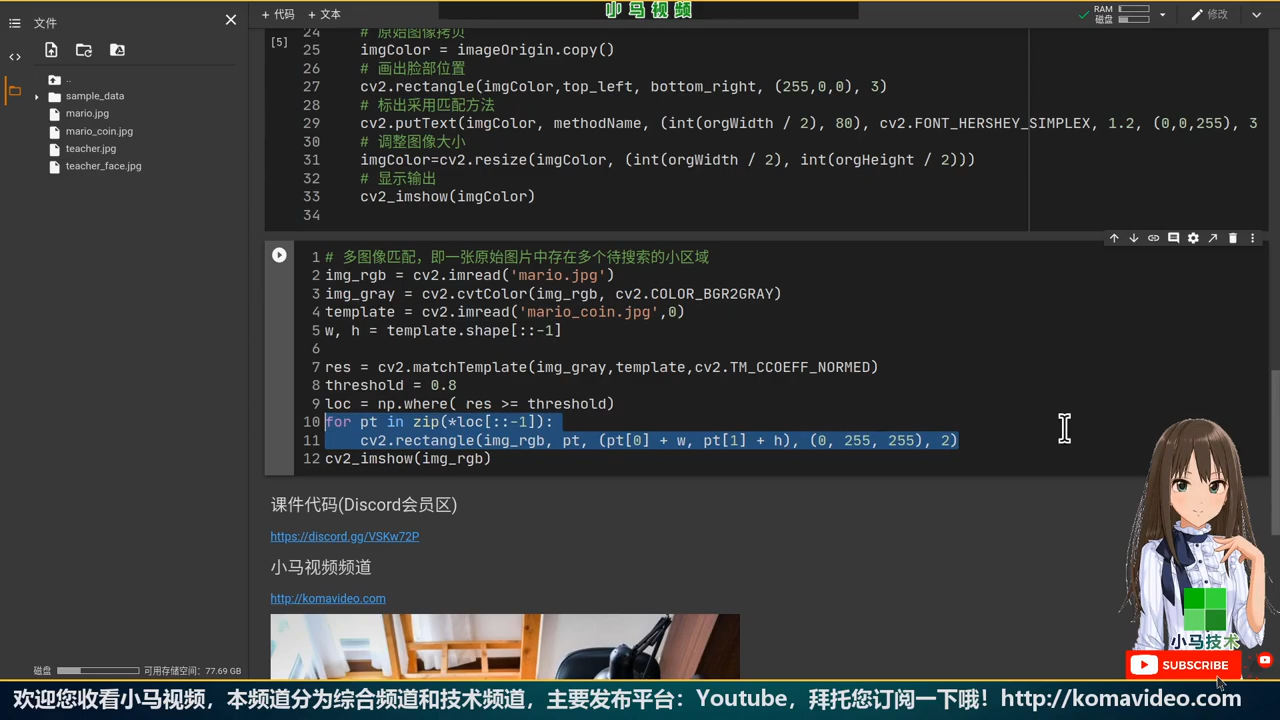 文件
+ 代码 + 文本
小马视频
RAM
磁盘
修改
..
sample_data
mario.jpg
mario_coin.jpg
teacher.jpg
teacher_face.jpg
[5]
24 # 原始图像拷贝
25 imgColor = imageOrigin.copy()
26 # 画出脸部位置
27 cv2.rectangle(imgColor,top_left, bottom_right, (255,0,0), 3)
28 # 标出采用匹配方法
29 cv2.putText(imgColor, methodName, (int(orgWidth / 2), 80), cv2.FONT_HERSHEY_SIMPLEX, 1.2, (0,0,255), 3
30 # 调整图像大小
31 imgColor=cv2.resize(imgColor, (int(orgWidth / 2), int(orgHeight / 2)))
32 # 显示输出
33 cv2_imshow(imgColor)
34
1 # 多图像匹配，即一张原始图片中存在多个待搜索的小区域
2 img_rgb = cv2.imread('mario.jpg')
3 img_gray = cv2.cvtColor(img_rgb, cv2.COLOR_BGR2GRAY)
4 template = cv2.imread('mario_coin.jpg',0)
5 w, h = template.shape[::-1]
6
7 res = cv2.matchTemplate(img_gray,template,cv2.TM_CCOEFF_NORMED)
8 threshold = 0.8
9 loc = np.where( res >= threshold)
10 for pt in zip(*loc[::-1]):
11 cv2.rectangle(img_rgb, pt, (pt[0] + w, pt[1] + h), (0, 255, 255), 2)
12 cv2_imshow(img_rgb)
课件代码(Discord会员区)
https://discord.gg/VSKw72P
小马视频频道
http://komavideo.com
小马技术
SUBSCRIBE
磁盘 可用存储空间：77.69 GB
欢迎您收看小马视频，本频道分为综合频道和技术频道，主要发布平台：Youtube，拜托您订阅一下哦！http://komavideo.com